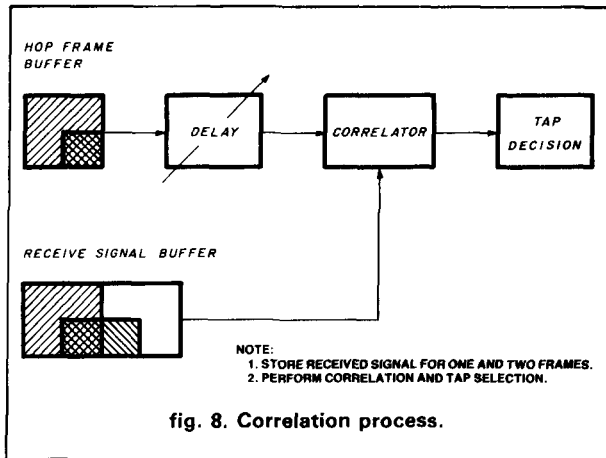 HOP FRAME
BUFFER
DELAY
CORRELATOR
TAP
DECISION
RECEIVE SIGNAL BUFFER
NOTE:
1. STORE RECEIVED SIGNAL FOR ONE AND TWO FRAMES.
2. PERFORM CORRELATION AND TAP SELECTION.
fig. 8. Correlation process.